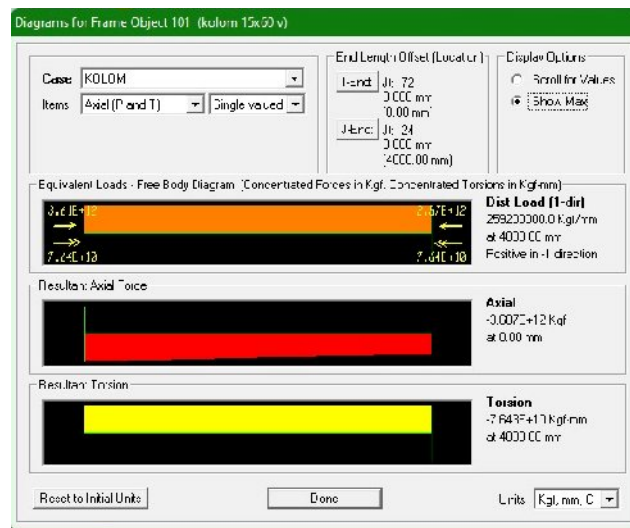 Diagrams for Frame Object 101 (kolom 15x60 v)
End Length Offset (Location)
Display Options
Case KOLOM
Items Axial (P and T) Single valued
I-End: Jt: 72
0.000 mm
(0.00 mm)
J-End: Jt: 24
0.000 mm
(4000.00 mm)
Scroll for Values
Show Max
Equivalent Loads - Free Body Diagram (Concentrated Forces in Kgf, Concentrated Torsions in Kgf-mm)
Dist Load (1-dir)
259200000.0 Kgf/mm
at 4000.00 mm
Positive in -1 direction
Resultant Axial Force
Axial
at 0.00 mm
Resultant Torsion
Torsion
at 4000.00 mm
Reset to Initial Units
Done
Units Kgf, mm, C